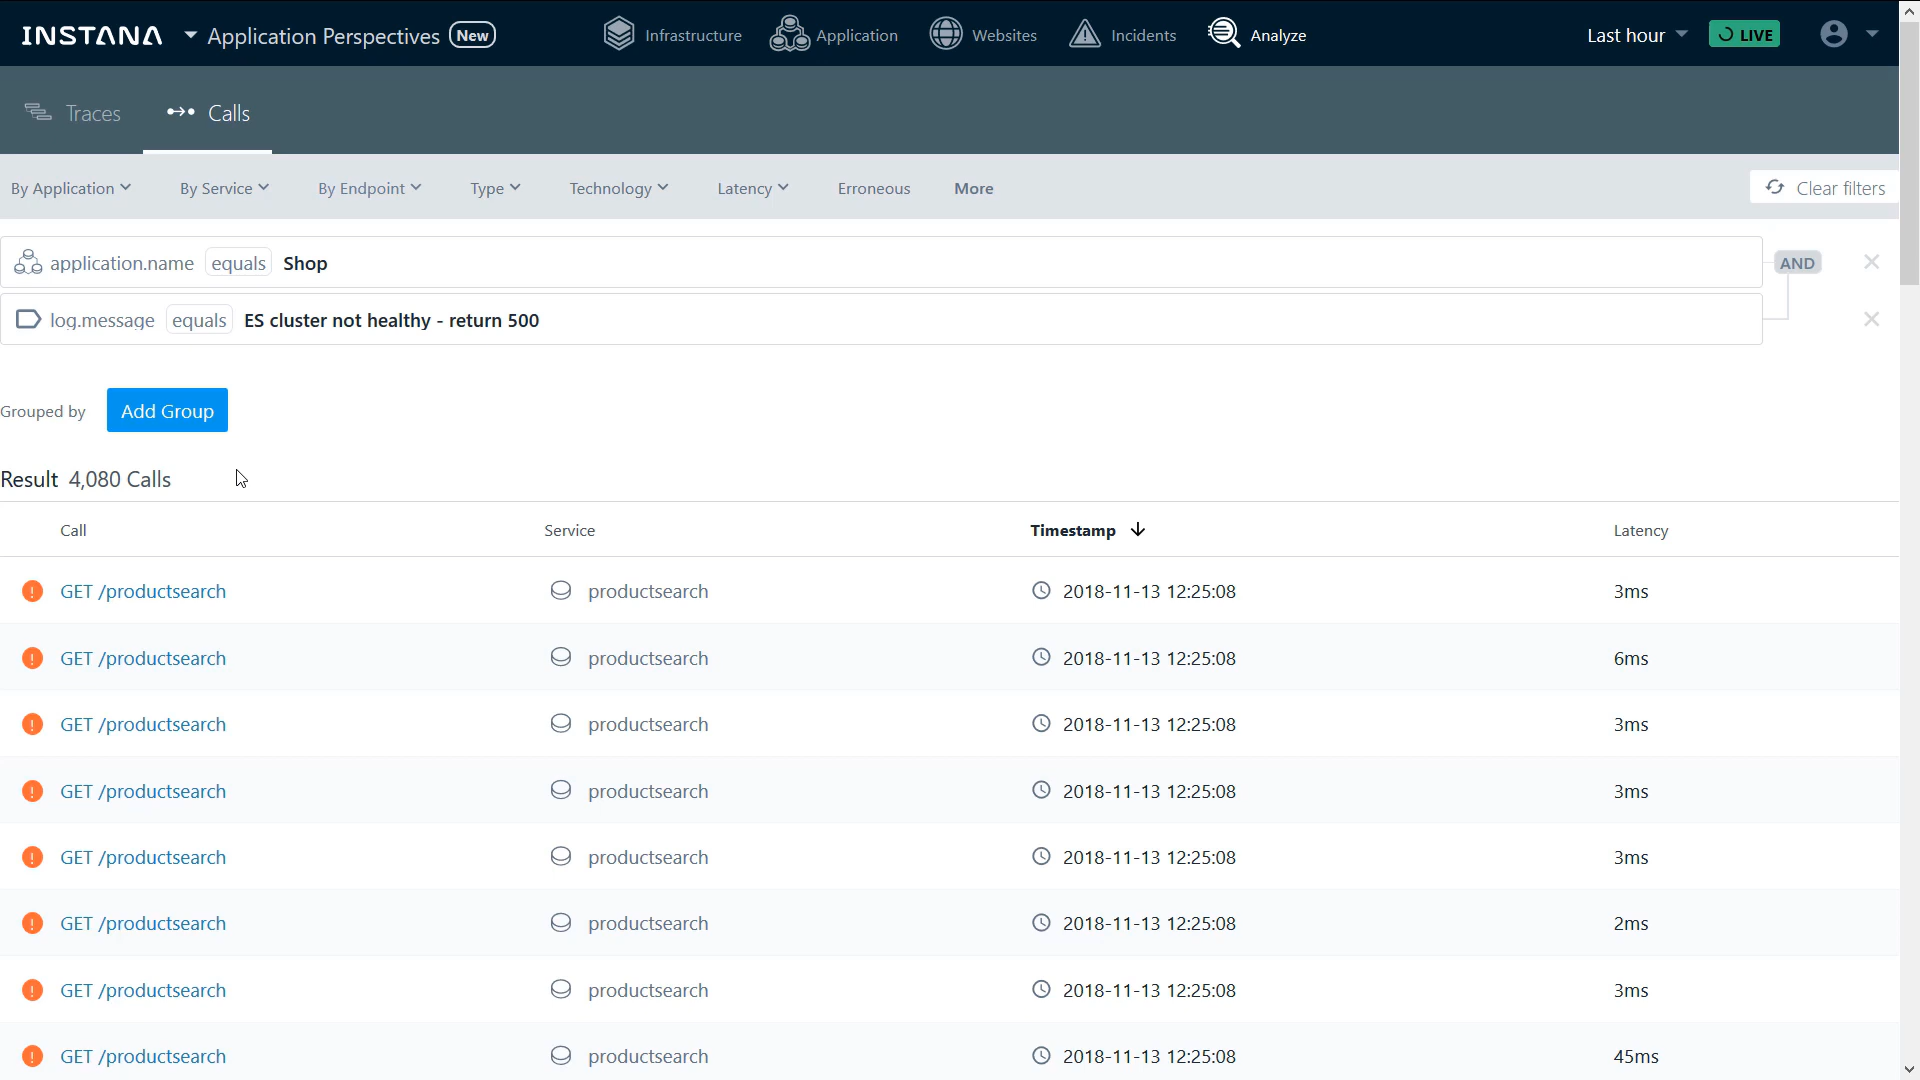 INSTANA Application Perspectives New Infrastructure Application Websites Incidents Analyze Last hour LIVE
Traces Calls
By Application By Service By Endpoint Type Technology Latency Erroneous More Clear filters
application.name equals Shop AND
log.message equals ES cluster not healthy - return 500
Grouped by Add Group
Result 4,080 Calls
Call Service Timestamp Latency
GET /productsearch productsearch 2018-11-13 12:25:08 3ms
GET /productsearch productsearch 2018-11-13 12:25:08 6ms
GET /productsearch productsearch 2018-11-13 12:25:08 3ms
GET /productsearch productsearch 2018-11-13 12:25:08 3ms
GET /productsearch productsearch 2018-11-13 12:25:08 3ms
GET /productsearch productsearch 2018-11-13 12:25:08 2ms
GET /productsearch productsearch 2018-11-13 12:25:08 3ms
GET /productsearch productsearch 2018-11-13 12:25:08 45ms